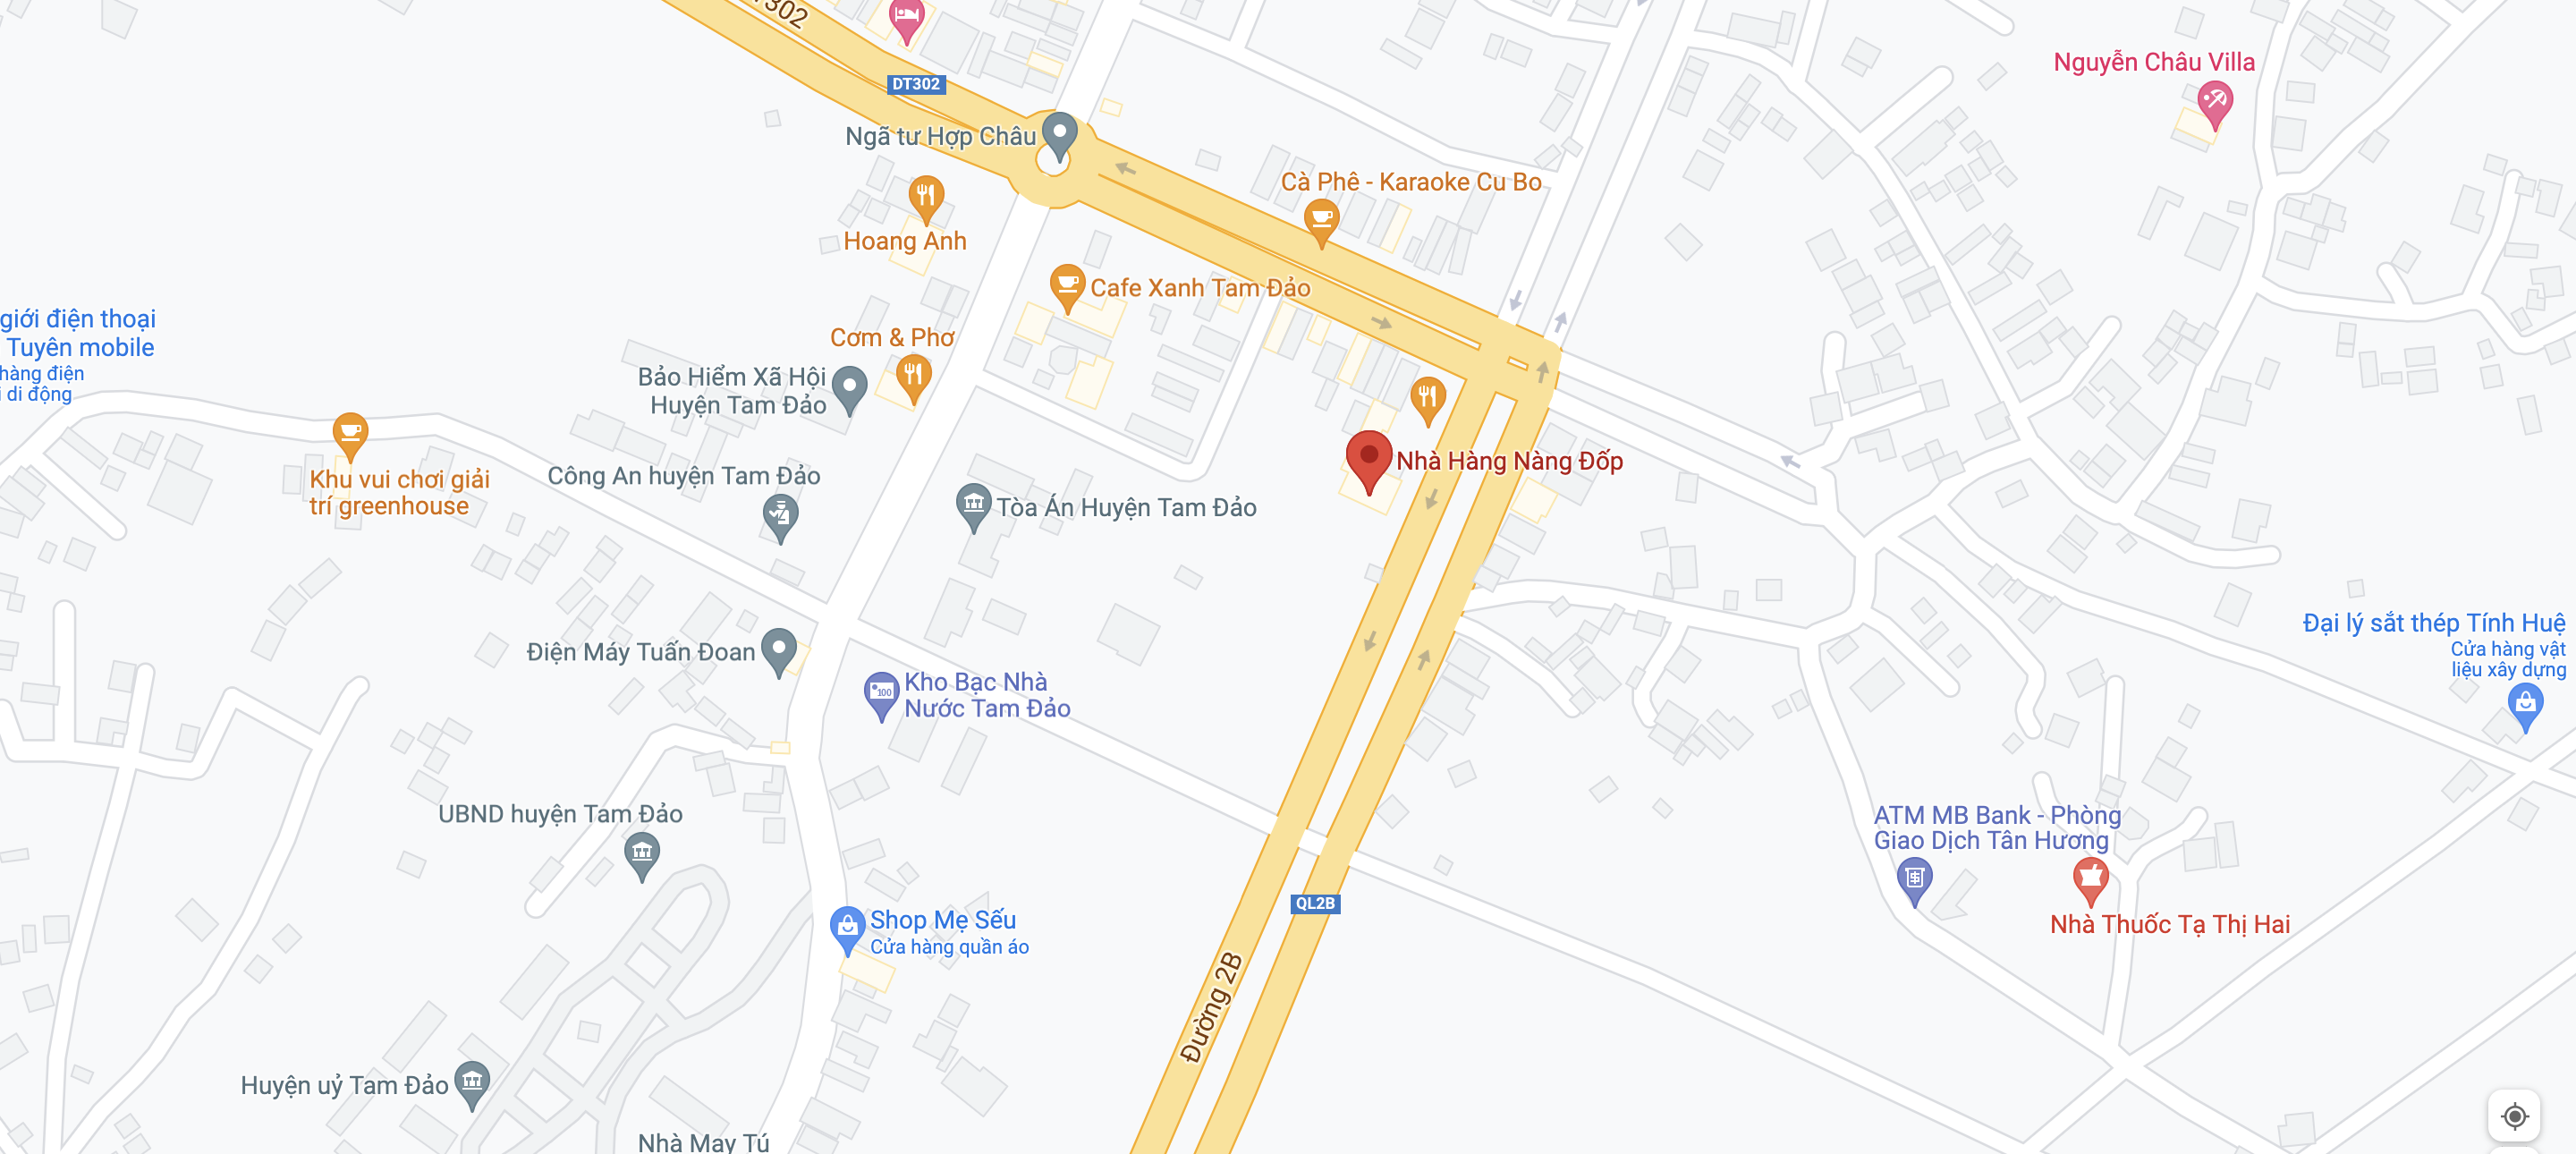 T302
DT302
Nguyễn Châu Villa
Ngã tư Hợp Châu
Cà Phê - Karaoke Cu Bo
Hoang Anh
Cafe Xanh Tam Đảo
giới điện thoại
Tuyên mobile
hàng điện
i di động
Cơm & Phơ
Bảo Hiểm Xã Hội
Huyện Tam Đảo
Nhà Hàng Nàng Đốp
Khu vui chơi giải
trí greenhouse
Công An huyện Tam Đảo
Tòa Án Huyện Tam Đảo
Đại lý sắt thép Tính Huệ
Cửa hàng vật
liệu xây dựng
Điện Máy Tuấn Đoan
100
Kho Bạc Nhà
Nước Tam Đảo
UBND huyện Tam Đảo
ATM MB Bank - Phòng
Giao Dịch Tân Hương
QL2B
Shop Mẹ Sếu
Cửa hàng quần áo
Nhà Thuốc Tạ Thị Hai
Đường 2B
Huyện uỷ Tam Đảo
Nhà May Tú